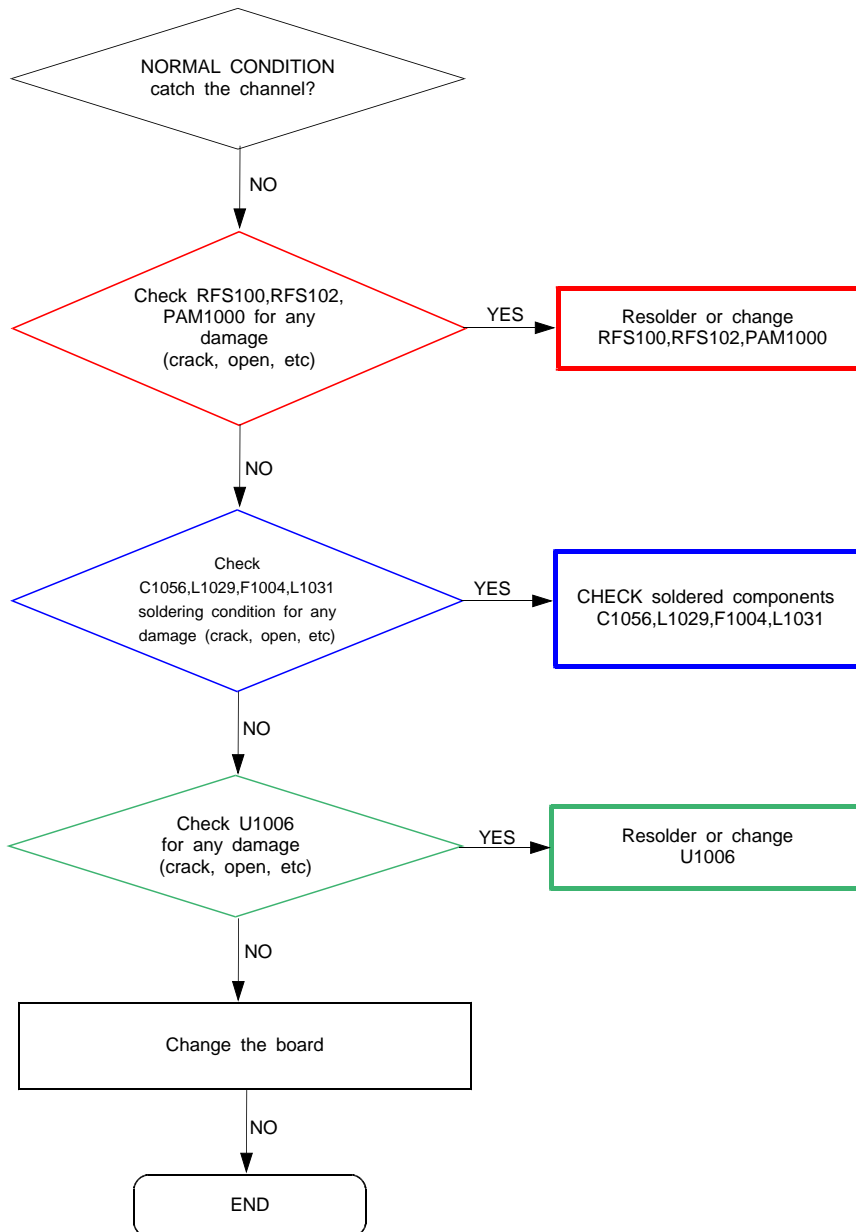 NORMAL CONDITION
catch the channel?
NO
Check RFS100,RFS102,
PAM1000 for any
damage
(crack, open, etc)
YES
Resolder or change
RFS100,RFS102,PAM1000
NO
Check
C1056,L1029,F1004,L1031
soldering condition for any
damage (crack, open, etc)
YES
CHECK soldered components
C1056,L1029,F1004,L1031
NO
Check U1006
for any damage
(crack, open, etc)
YES
Resolder or change
U1006
NO
Change the board
NO
END